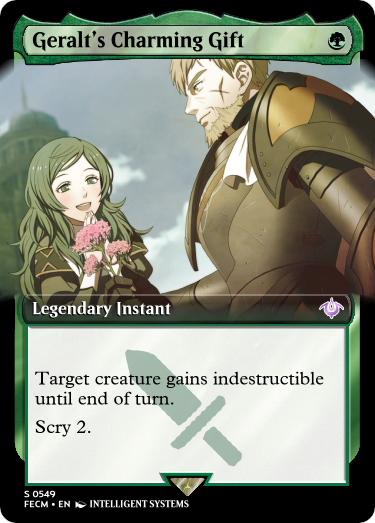 Geralt's Charming Gift
Legendary Instant
Target creature gains indestructible
until end of turn.
Scry 2.
S 0549
FECM • EN INTELLIGENT SYSTEMS